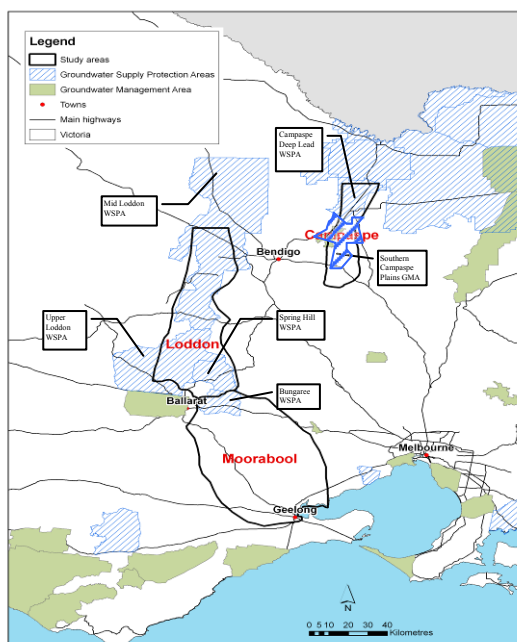 Legend
Study areas
Groundwater Supply Protection Areas
Groundwater Management Area
Towns
Main highways
Victoria
Campaspe
Deep Lead
WSPA
Mid Loddon
WSPA
Campaspe
Bendigo
Southern
Campaspe
Plains GMA
Upper
Loddon
WSPA
Spring Hill
WSPA
Loddon
Bungaree
WSPA
Ballarat
Melbourne
Moorabool
Geelong
N
0 5 10 20 30 40
Kilometres